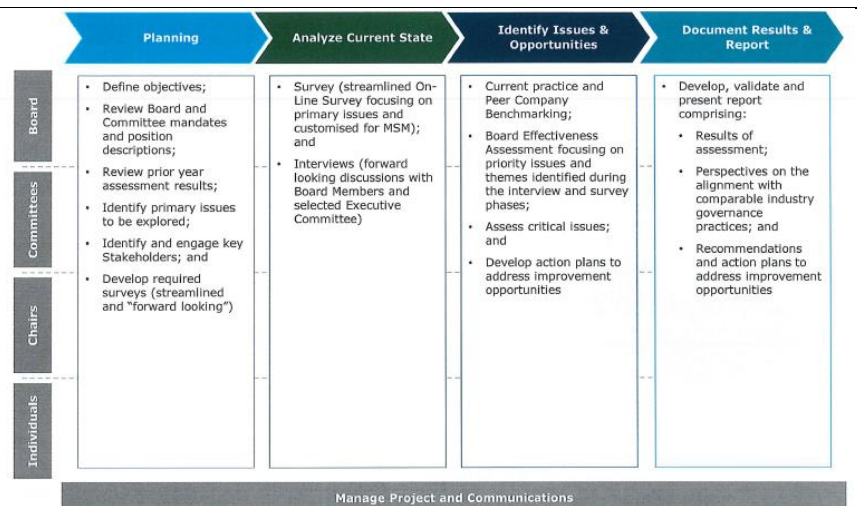 Planning
Analyze Current State
Identify Issues &
Opportunities
Document Results &
Report
Board
Committees
Chairs
Individuals
• Define objectives;
• Review Board and
Committee mandates
and position
descriptions;
• Review prior year
assessment results;
• Identify primary issues
to be explored;
• Identify and engage key
Stakeholders; and
• Develop required
surveys (streamlined
and “forward looking”)
• Survey (streamlined On-
Line Survey focusing on
primary issues and
customised for MSM);
and
• Interviews (forward
looking discussions with
Board Members and
selected Executive
Committee)
• Current practice and
Peer Company
Benchmarking;
• Board Effectiveness
Assessment focusing on
priority issues and
themes identified during
the interview and survey
phases;
• Assess critical issues;
and
• Develop action plans to
address improvement
opportunities
• Develop, validate and
present report
comprising:
• Results of
assessment;
• Perspectives on the
alignment with
comparable industry
governance
practices; and
• Recommendations
and action plans to
address improvement
opportunities
Manage Project and Communications